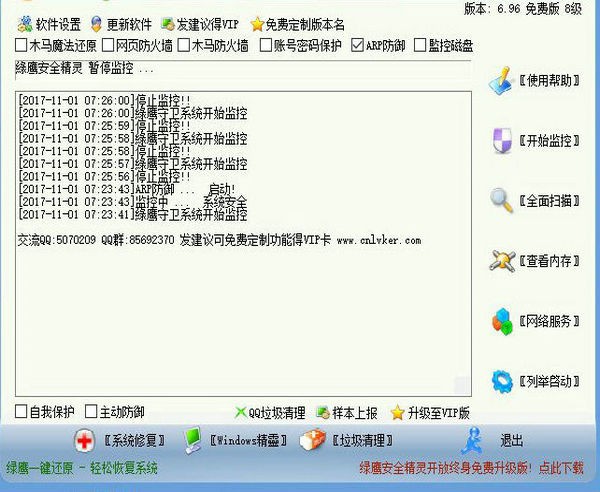 版本: 6.96 免费版 8级
软件设置 更新软件 发建议得VIP 免费定制版本名
木马魔法还原 网页防火墙 木马防火墙 账号密码保护 ARP防御 監控磁盘
绿鹰安全精灵 暂停监控 ...
[2017-11-01 07:26:00]停止监控!!
[2017-11-01 07:26:00]绿鹰守卫系统开始监控
[2017-11-01 07:25:59]停止监控!!
[2017-11-01 07:25:58]绿鹰守卫系统开始监控
[2017-11-01 07:25:58]停止监控!!
[2017-11-01 07:25:57]绿鹰守卫系统开始监控
[2017-11-01 07:25:56]停止监控!!
[2017-11-01 07:23:43]ARP防御 ... 启动!
[2017-11-01 07:23:43]监控中 ... 系统安全
[2017-11-01 07:23:41]绿鹰守卫系统开始监控
交流QQ:5070209 QQ群:85692370 发建议可免费定制功能得VIP卡 www.cnlvker.com
〖使用帮助〗
〖开始监控〗
〖全面扫描〗
〖查看内存〗
〖网络服务〗
〖列举啓动〗
自我保护 主动防御 QQ垃圾清理 样本上报 升级至VIP版
〖系统修复〗 〖Windows精靈〗 〖垃圾清理〗 退出
绿鹰一键还原 - 轻松恢复系统 绿鹰安全精灵开放终身免费升级版! 点此下载